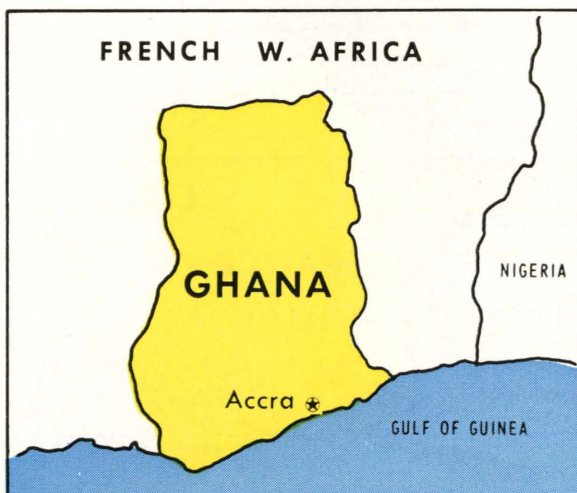 FRENCH W. AFRICA
NIGERIA
GHANA
Accra
GULF OF GUINEA